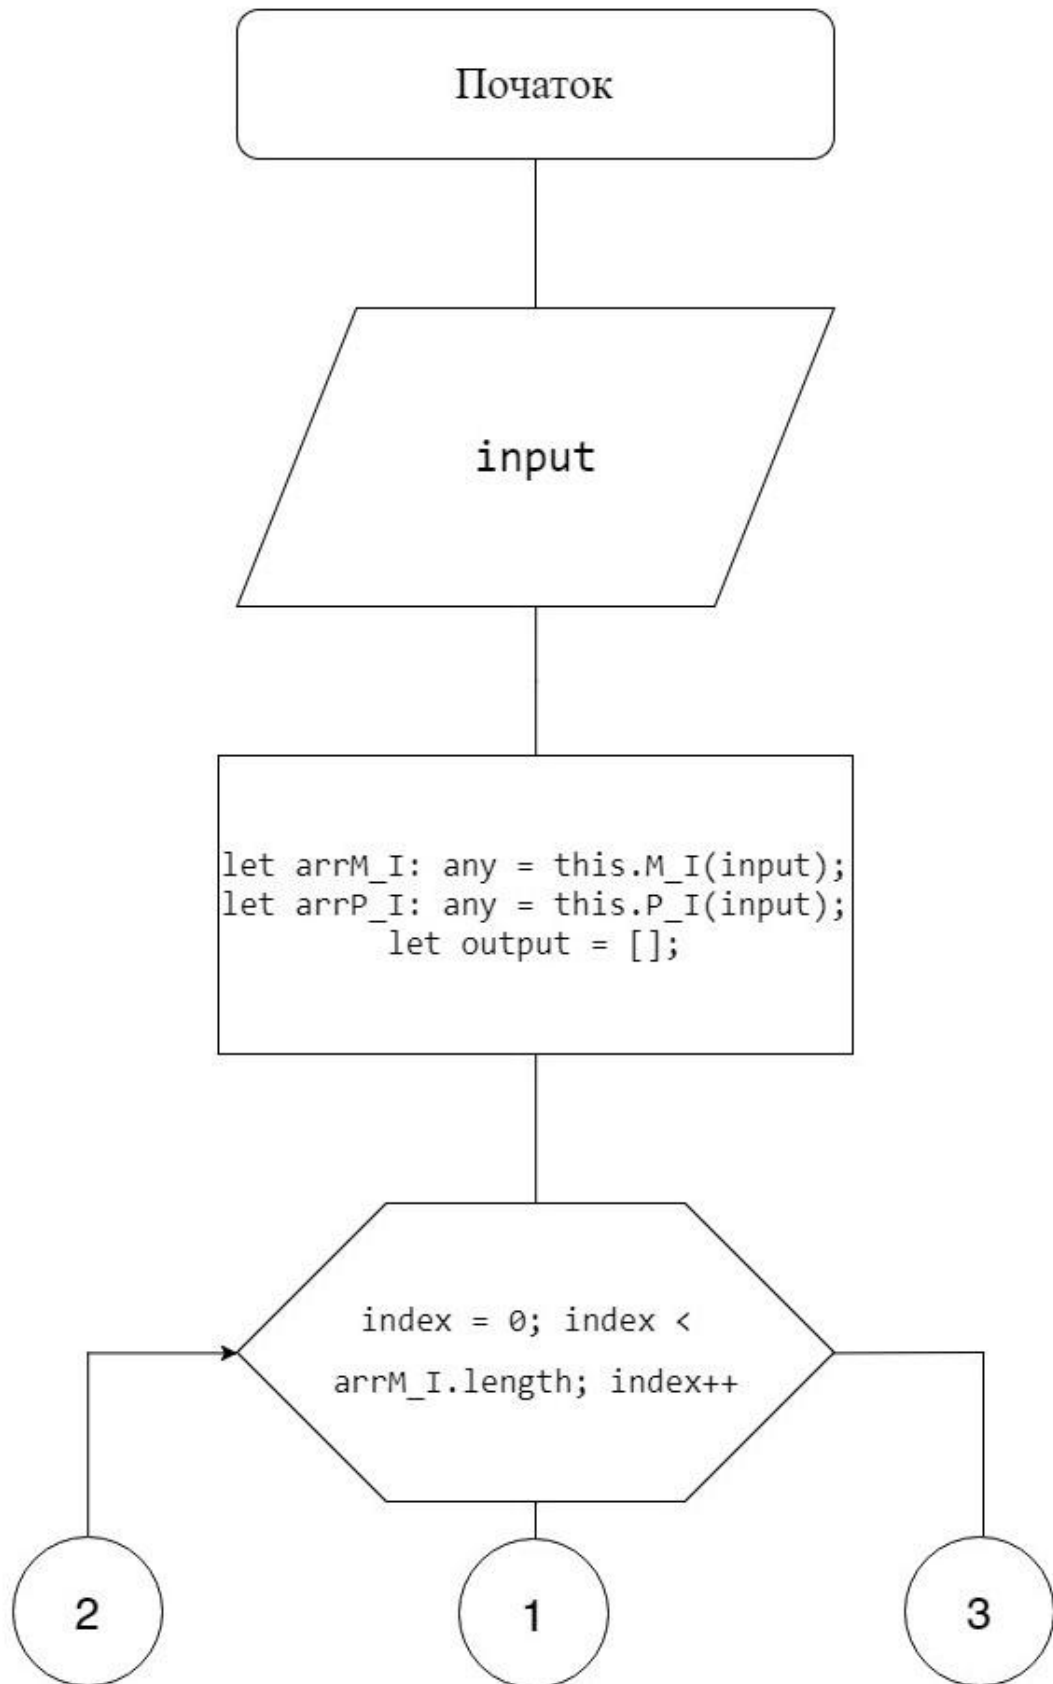 Початок
input
let arrM_I: any = this.M_I(input);
let arrP_I: any = this.P_I(input);
let output = [];
index = 0; index <
arrM_I.length; index++
2
1
3